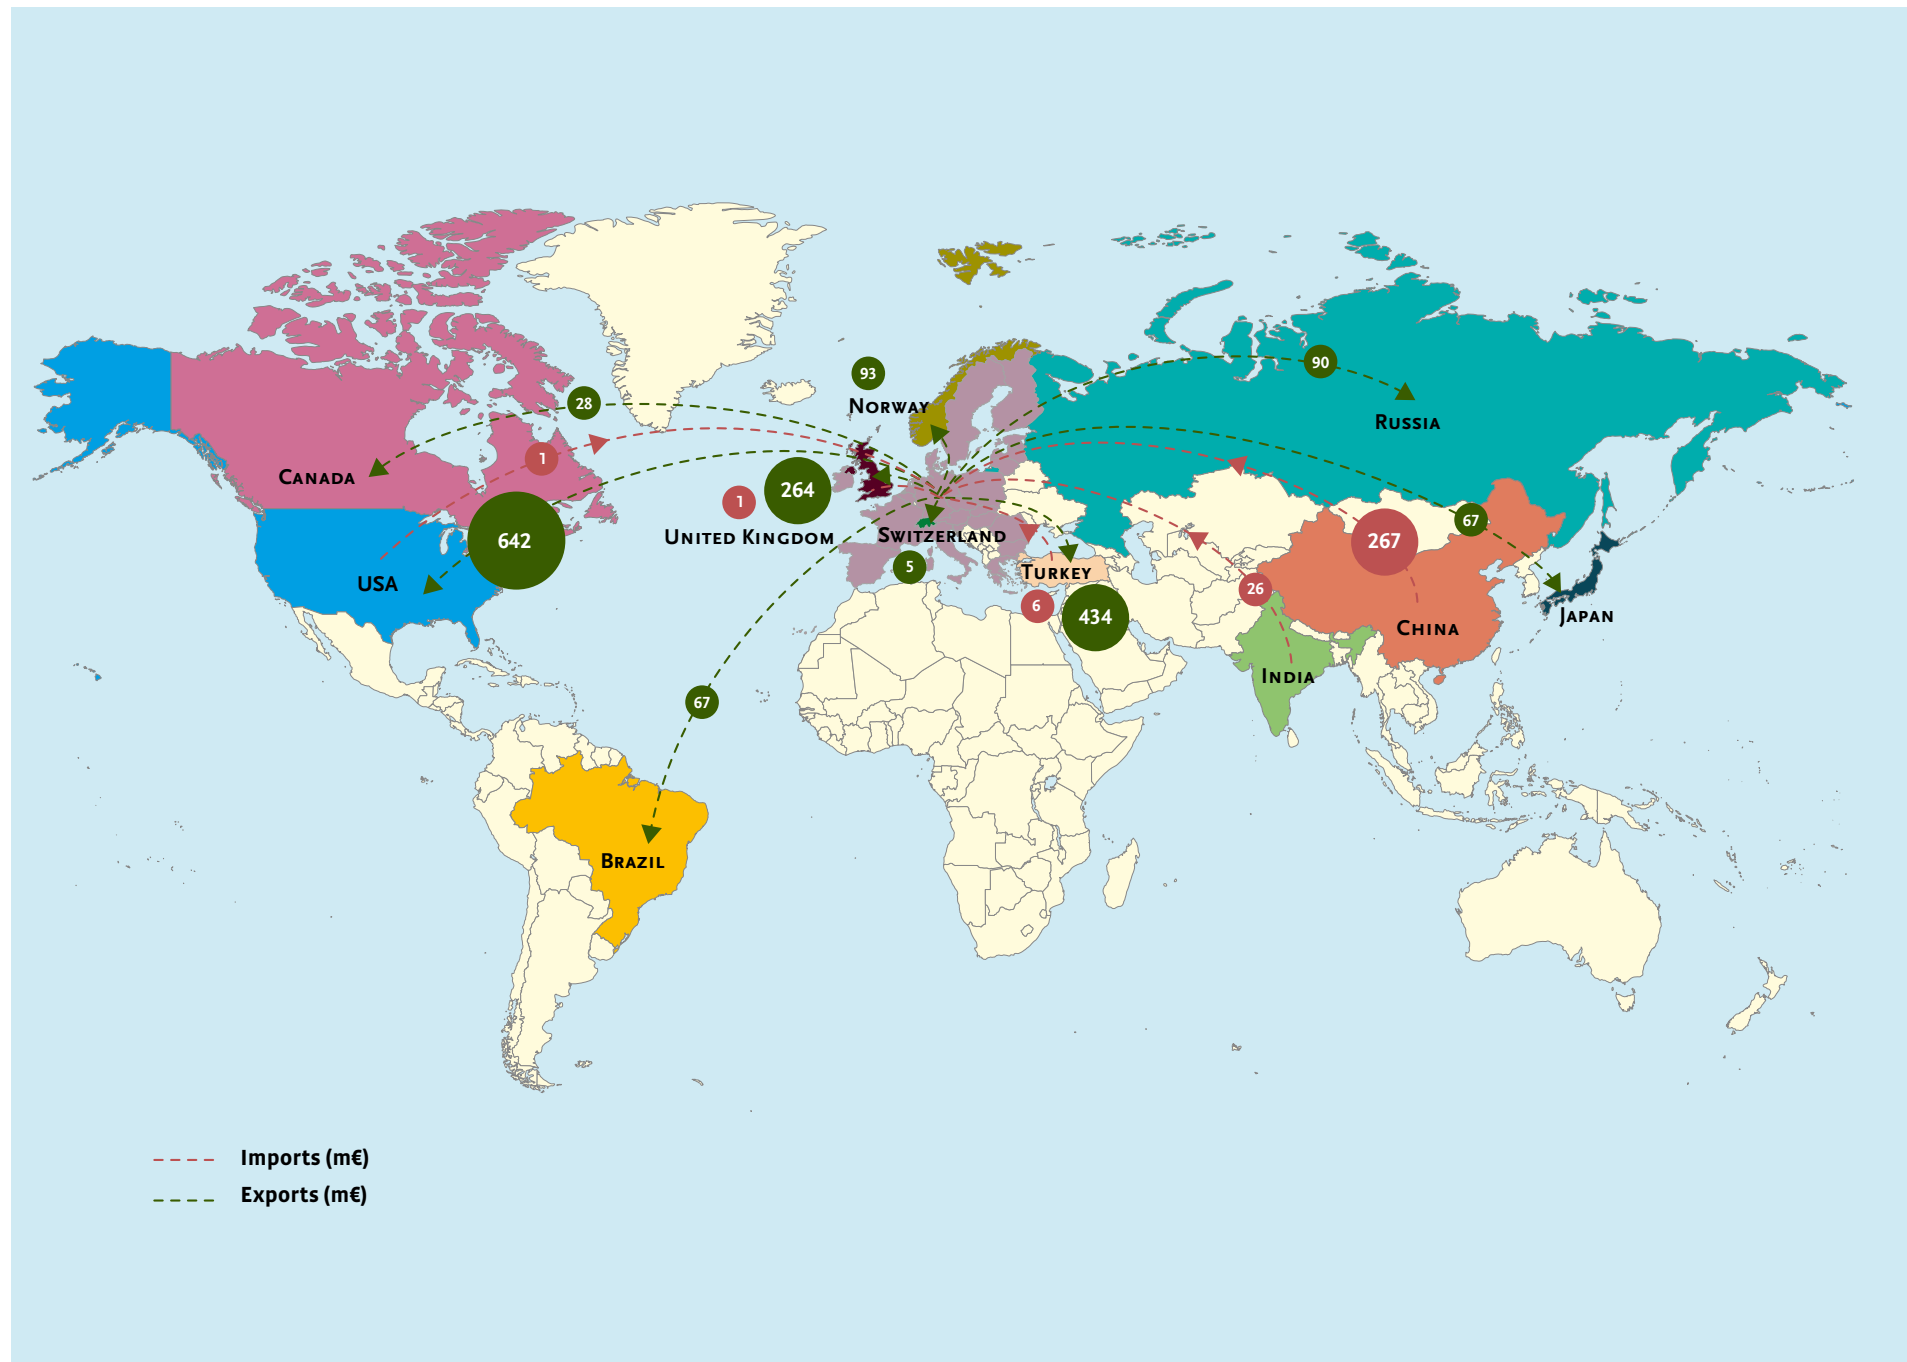 90
93
Norway
28
Russia
1
Canada
264
1
67
Switzerland
United Kingdom
642
267
5
Turkey
USA
26
6
434
Japan
China
India
67
Brazil
Imports (m€)
Exports (m€)